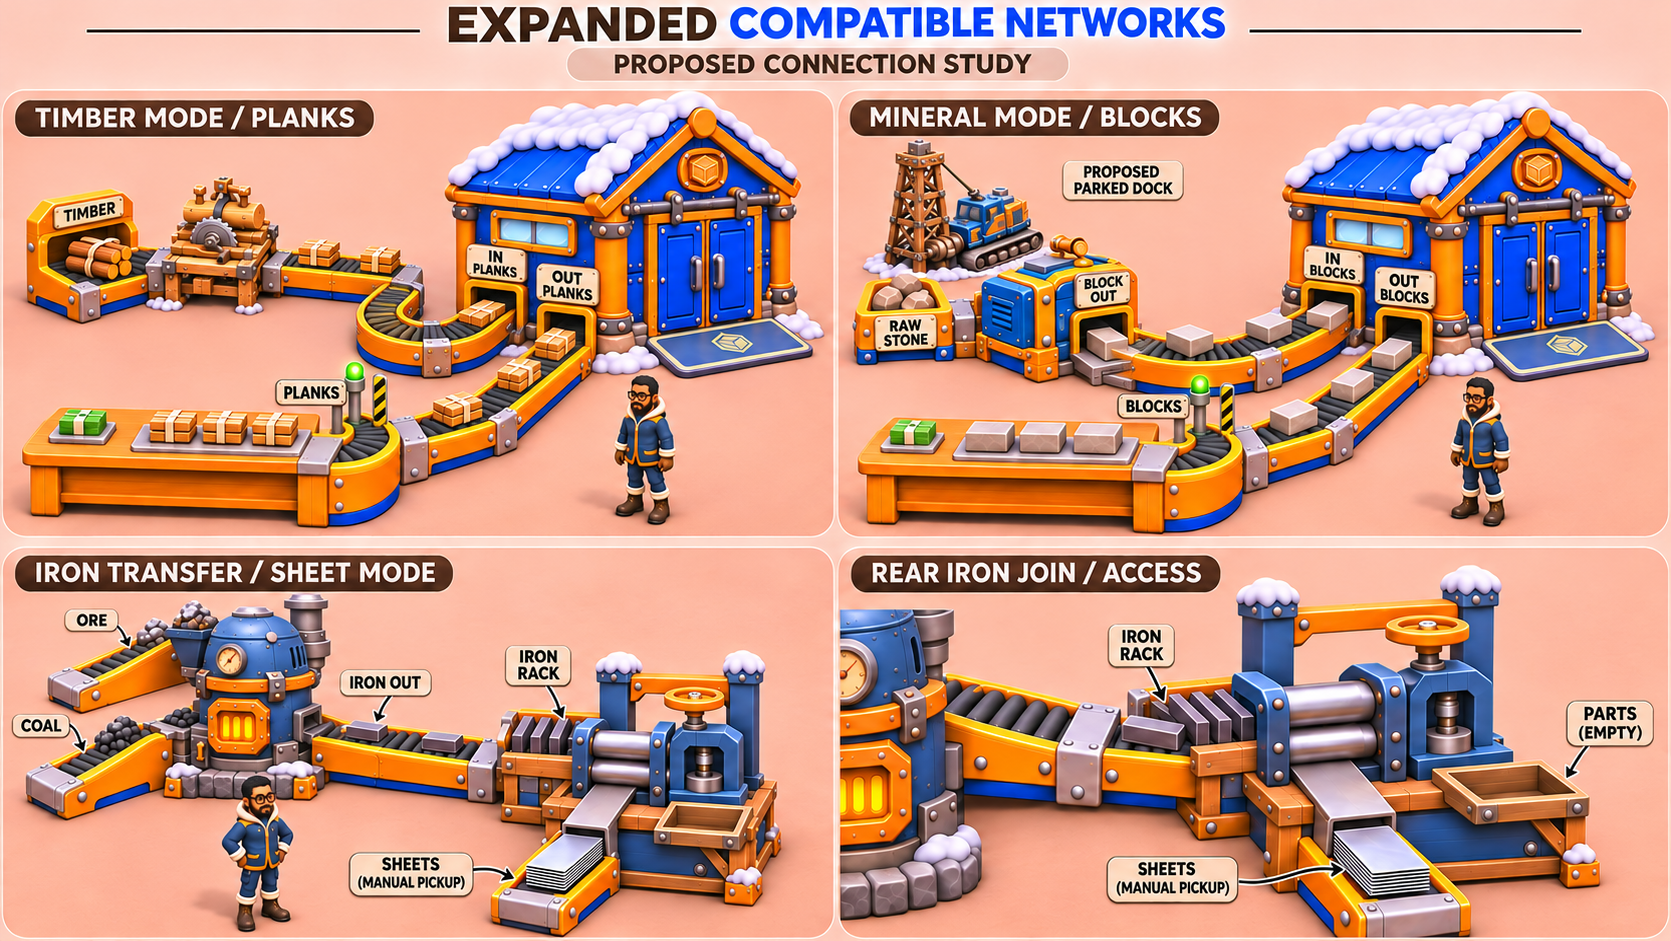 EXPANDED COMPATIBLE NETWORKS
PROPOSED CONNECTION STUDY
TIMBER MODE / PLANKS
TIMBER
IN
PLANKS
OUT
PLANKS
PLANKS
MINERAL MODE / BLOCKS
PROPOSED
PARKED DOCK
RAW
STONE
BLOCK
OUT
IN
BLOCKS
OUT
BLOCKS
BLOCKS
IRON TRANSFER / SHEET MODE
ORE
COAL
IRON OUT
IRON
RACK
SHEETS
(MANUAL PICKUP)
REAR IRON JOIN / ACCESS
IRON
RACK
PARTS
(EMPTY)
SHEETS
(MANUAL PICKUP)